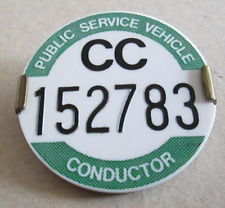 PUBLIC SERVICE VEHICLE
CC
152783
CONDUCTOR